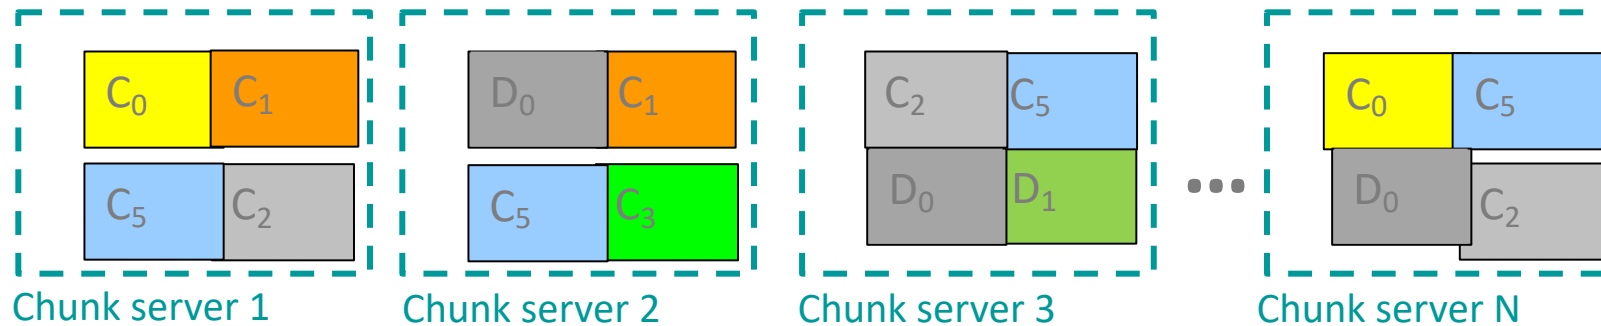 C₀ C₁ D₀ C₁ C₂ C₅ C₀ C₅
C₅ C₂ C₅ C₃ D₀ D₁ ... D₀ C₂
Chunk server 1 Chunk server 2 Chunk server 3 Chunk server N